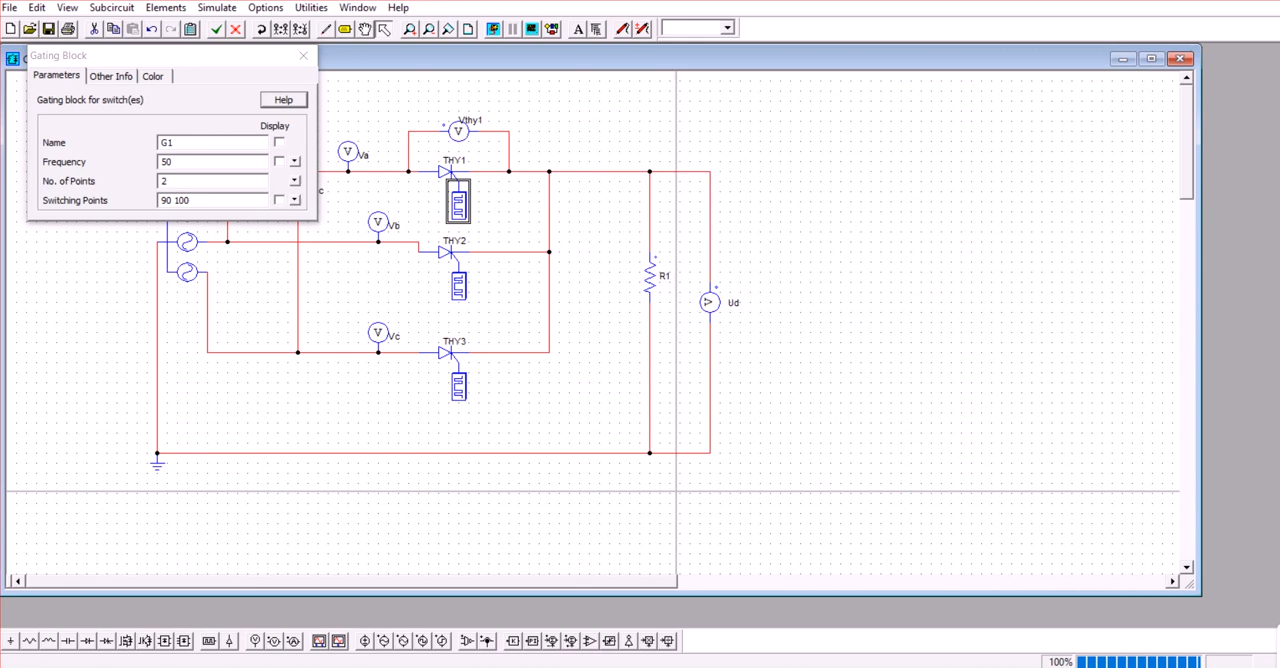 File Edit View Subcircuit Elements Simulate Options Utilities Window Help
Gating Block
Parameters Other Info Color
Gating block for switch(es) Help
Display
Name G1
Frequency 50
No. of Points 2
Switching Points 90 100
V Vthy1
V Va
THY1
c
V Vb
THY2
R1
V Ud
V Vc
THY3
100%